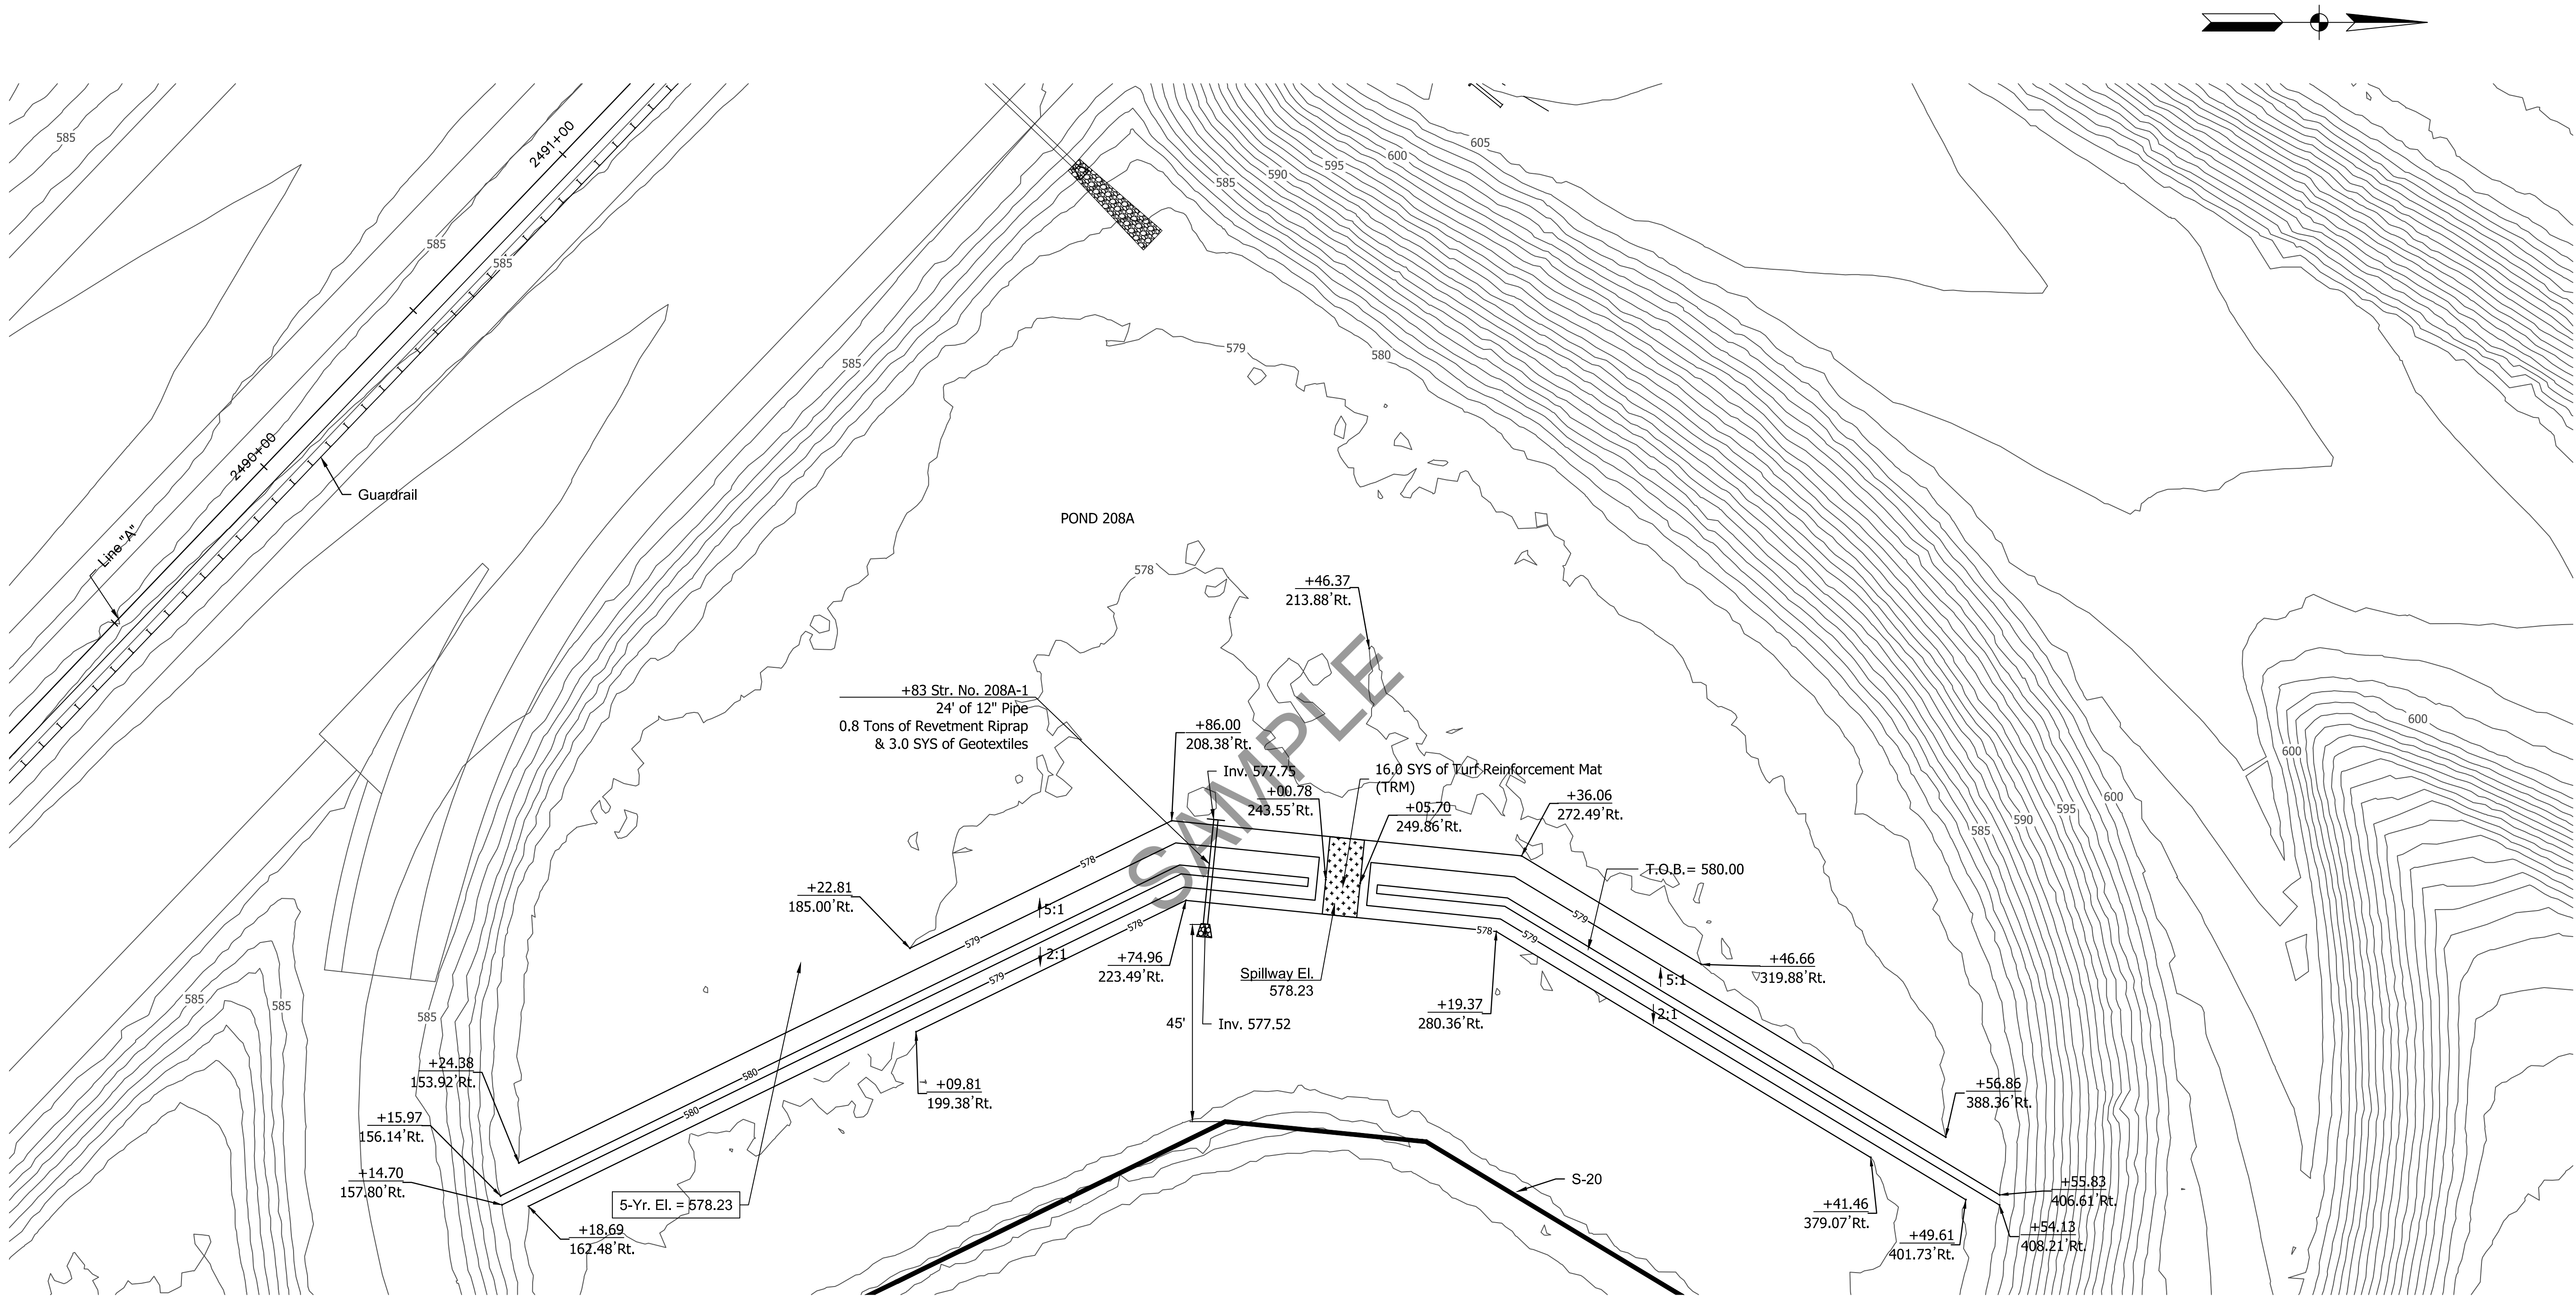 585
2491+00
605
600
595
590
585
585
585
579
580
585
2490+00
Guardrail
Line "A"
POND 208A
578
+46.37
213.88'Rt.
+83 Str. No. 208A-1
24' of 12" Pipe
0.8 Tons of Revetment Riprap
& 3.0 SYS of Geotextiles
SAMPLE
+86.00
208.38'Rt.
Inv. 577.75
16.0 SYS of Turf Reinforcement Mat
(TRM)
+00.78
243.55'Rt.
+05.70
249.86'Rt.
+36.06
272.49'Rt.
600
600
600
595
590
585
T.O.B.= 580.00
578
+22.81
185.00'Rt.
5:1
579
2:1
578
579
578
579
579
+74.96
223.49'Rt.
Spillway El.
578.23
+46.66
319.88'Rt.
5:1
2:1
+19.37
280.36'Rt.
45'
Inv. 577.52
585
585
585
+24.38
153.92'Rt.
580
580
+09.81
199.38'Rt.
+56.86
388.36'Rt.
+15.97
156.14'Rt.
+14.70
157.80'Rt.
5-Yr. El. = 578.23
+18.69
162.48'Rt.
S-20
+55.83
406.61'Rt.
+41.46
379.07'Rt.
+54.13
408.21'Rt.
+49.61
401.73'Rt.